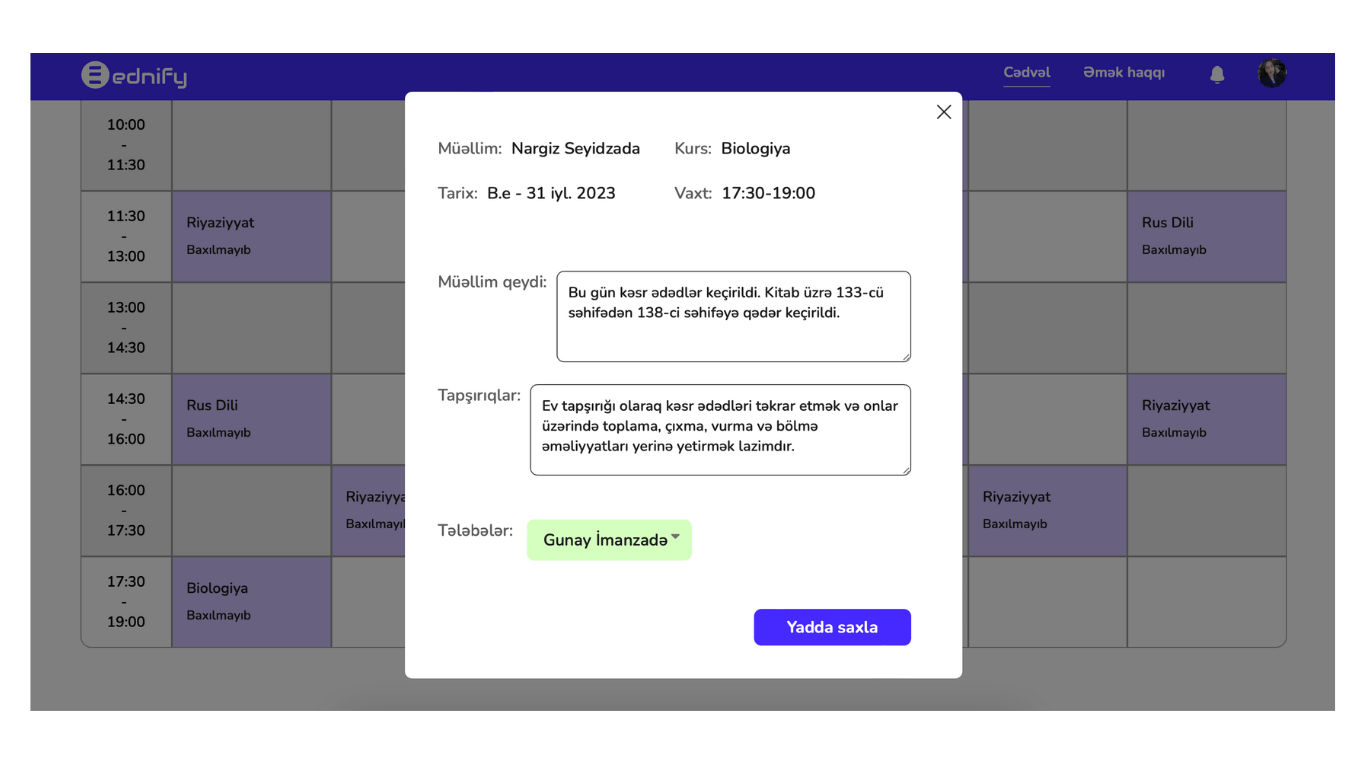 ednify
Cədvəl
Əmək haqqı
10:00
-
11:30
11:30
-
13:00
Riyaziyyat
Baxılmayıb
Rus Dili
Baxılmayıb
13:00
-
14:30
14:30
-
16:00
Rus Dili
Baxılmayıb
Riyaziyyat
Baxılmayıb
16:00
-
17:30
Riyaziyya
Baxılmayı
Riyaziyyat
Baxılmayıb
17:30
-
19:00
Biologiya
Baxılmayıb
Müəllim: Nargiz Seyidzada
Kurs: Biologiya
Tarix: B.e - 31 iyl. 2023
Vaxt: 17:30-19:00
Müəllim qeydi:
Bu gün kəsr ədədlər keçirildi. Kitab üzrə 133-cü
səhifədən 138-ci səhifəyə qədər keçirildi.
Tapşırıqlar:
Ev tapşırığı olaraq kəsr ədədləri təkrar etmək və onlar
üzərində toplama, çıxma, vurma və bölmə
əməliyyatları yerinə yetirmək lazimdır.
Tələbələr:
Gunay İmanzadə
Yadda saxla